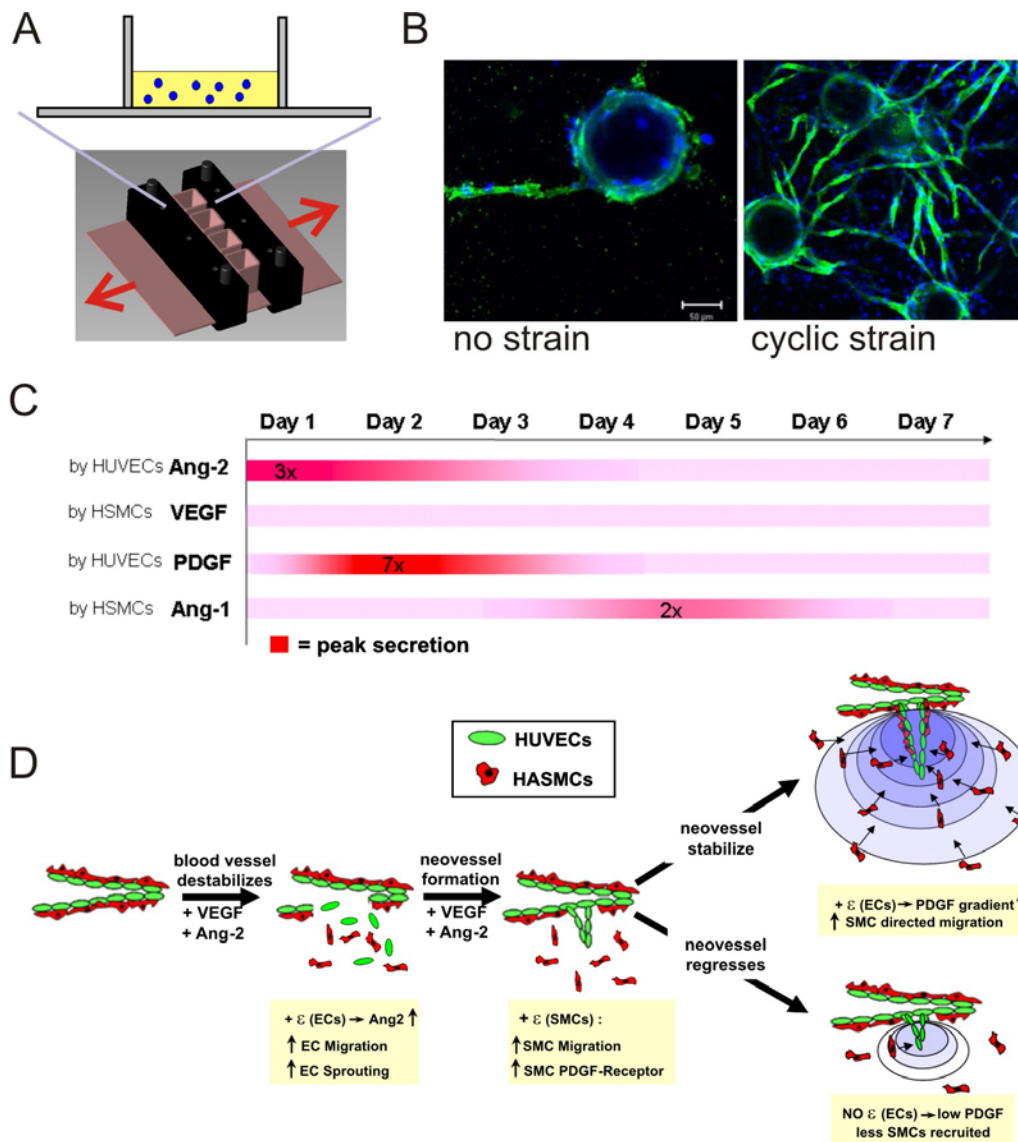 A
B
no strain
50 µm
cyclic strain
C
Day 1 Day 2 Day 3 Day 4 Day 5 Day 6 Day 7
by HUVECs Ang-2 3x
by HSMCs VEGF
by HUVECs PDGF 7x
by HSMCs Ang-1 2x
= peak secretion
D
HUVECs
HASMCs
blood vessel
destabilizes
+ VEGF
+ Ang-2
neovessel
formation
+ VEGF
+ Ang-2
neovessel
stabilize
neovessel
regresses
+ ε (ECs) → Ang2 ↑
↑ EC Migration
↑ EC Sprouting
+ ε (SMCs) :
↑ SMC Migration
↑ SMC PDGF-Receptor
+ ε (ECs) → PDGF gradient ↑
↑ SMC directed migration
NO ε (ECs) → low PDGF
less SMCs recruited